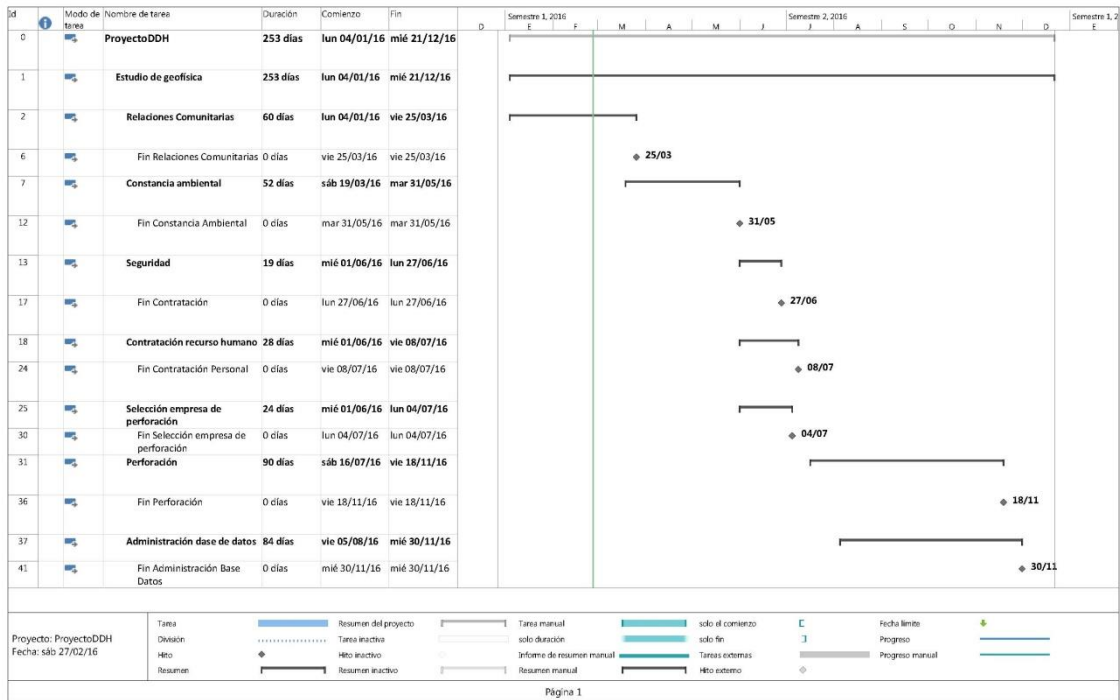 Id Modo de tarea Nombre de tarea Duración Comienzo Fin
Semestre 1, 2016 Semestre 2, 2016 Semestre 1, 2
D E F M A M J J A S O N D E
0 ProyectoDDH 253 días lun 04/01/16 mié 21/12/16
1 Estudio de geofísica 253 días lun 04/01/16 mié 21/12/16
2 Relaciones Comunitarias 60 días lun 04/01/16 vie 25/03/16
6 Fin Relaciones Comunitarias 0 días vie 25/03/16 vie 25/03/16 25/03
7 Constancia ambiental 52 días sáb 19/03/16 mar 31/05/16
12 Fin Constancia Ambiental 0 días mar 31/05/16 mar 31/05/16 31/05
13 Seguridad 19 días mié 01/06/16 lun 27/06/16
17 Fin Contratación 0 días lun 27/06/16 lun 27/06/16 27/06
18 Contratación recurso humano 28 días mié 01/06/16 vie 08/07/16
24 Fin Contratación Personal 0 días vie 08/07/16 vie 08/07/16 08/07
25 Selección empresa de perforación 24 días mié 01/06/16 lun 04/07/16
30 Fin Selección empresa de perforación 0 días lun 04/07/16 lun 04/07/16 04/07
31 Perforación 90 días sáb 16/07/16 vie 18/11/16
36 Fin Perforación 0 días vie 18/11/16 vie 18/11/16 18/11
37 Administración dase de datos 84 días vie 05/08/16 mié 30/11/16
41 Fin Administración Base Datos 0 días mié 30/11/16 mié 30/11/16 30/11
Proyecto: ProyectoDDH
Fecha: sáb 27/02/16
Tarea Resumen del proyecto Tarea manual solo el comienzo Fecha límite
División Tarea inactiva solo duración solo fin Progreso
Hito Hito inactivo Informe de resumen manual Tareas externas Progreso manual
Resumen Resumen inactivo Resumen manual Hito externo
Página 1